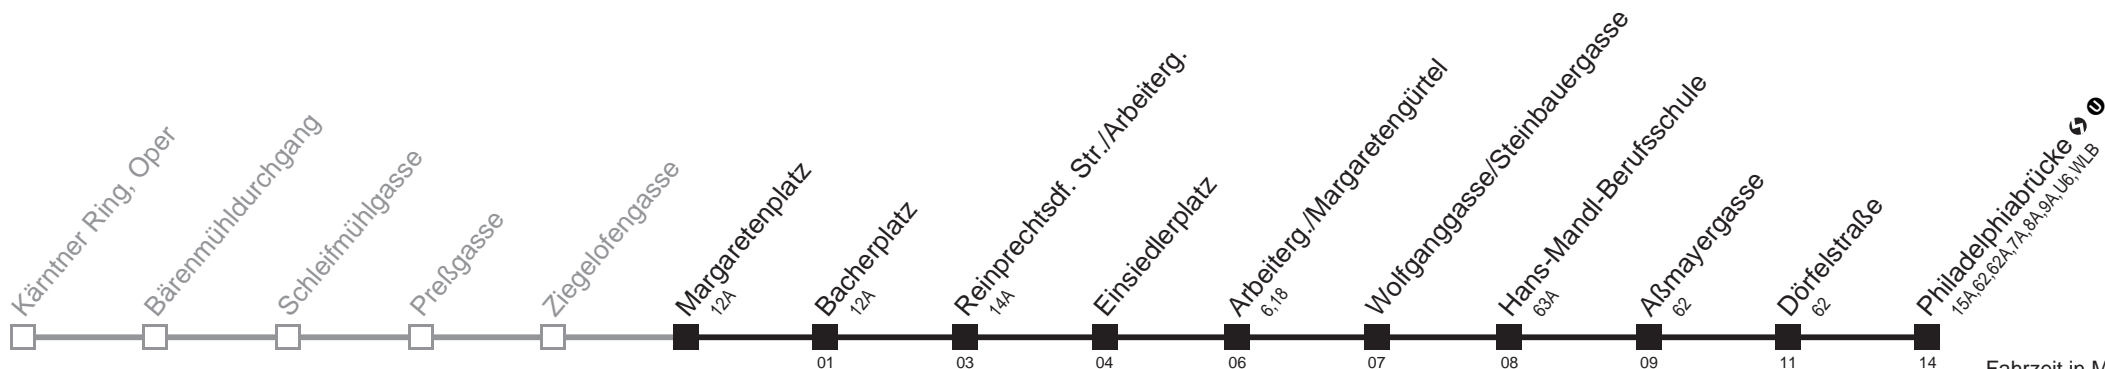 Kärntner Ring, Oper
Bärenmühldurchgang
Schleifmühlgasse
Preßgasse
Ziegelofengasse
Margaretenplatz
12A
Bacherplatz
12A
Reinprechtsdf. Str./Arbeiterg.
14A
Einsiedlerplatz
Arbeiterg./Margaretengürtel
6,18
Wolfganggasse/Steinbauergasse
Hans-Mandl-Berufsschule
63A
Aßmayergasse
62
Dörfelstraße
62
Philadelphiabrücke U
15A,62,62A,7A,8A,9A,U6,WLB
01 03 04 06 07 08 09 11 14
Fahrzeit in M